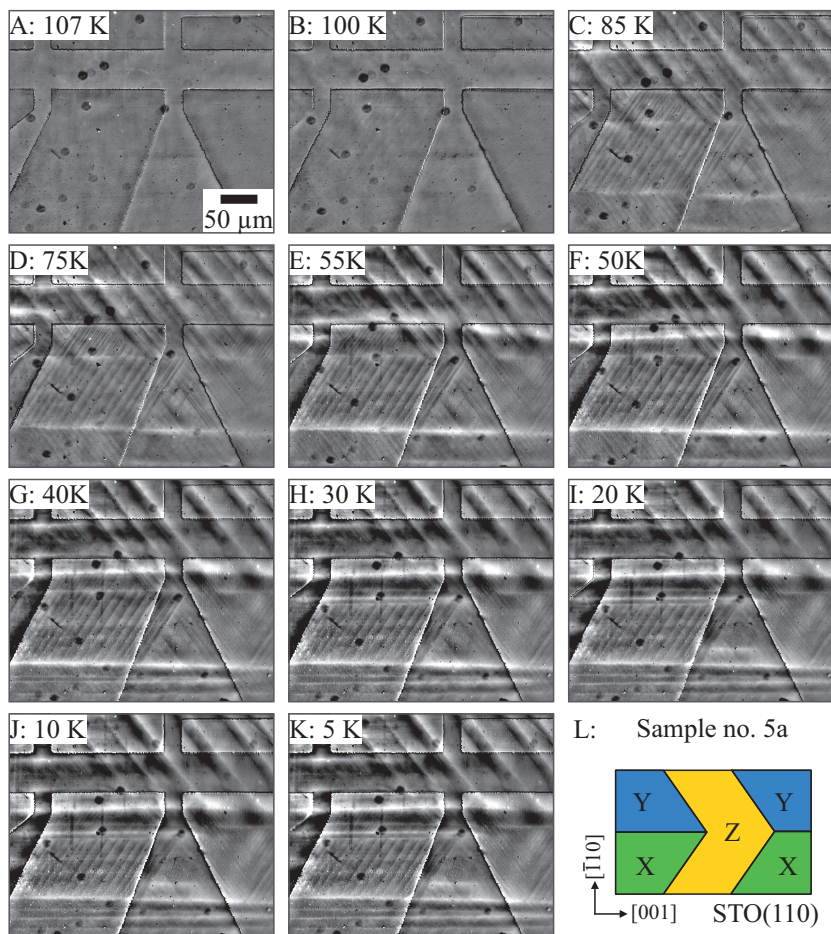 A: 107 K
B: 100 K
C: 85 K
50 µm
D: 75K
E: 55K
F: 50K
G: 40K
H: 30 K
I: 20 K
J: 10 K
K: 5 K
L: Sample no. 5a
Y Y
Z
X X
[1̄10]
[001]
STO(110)